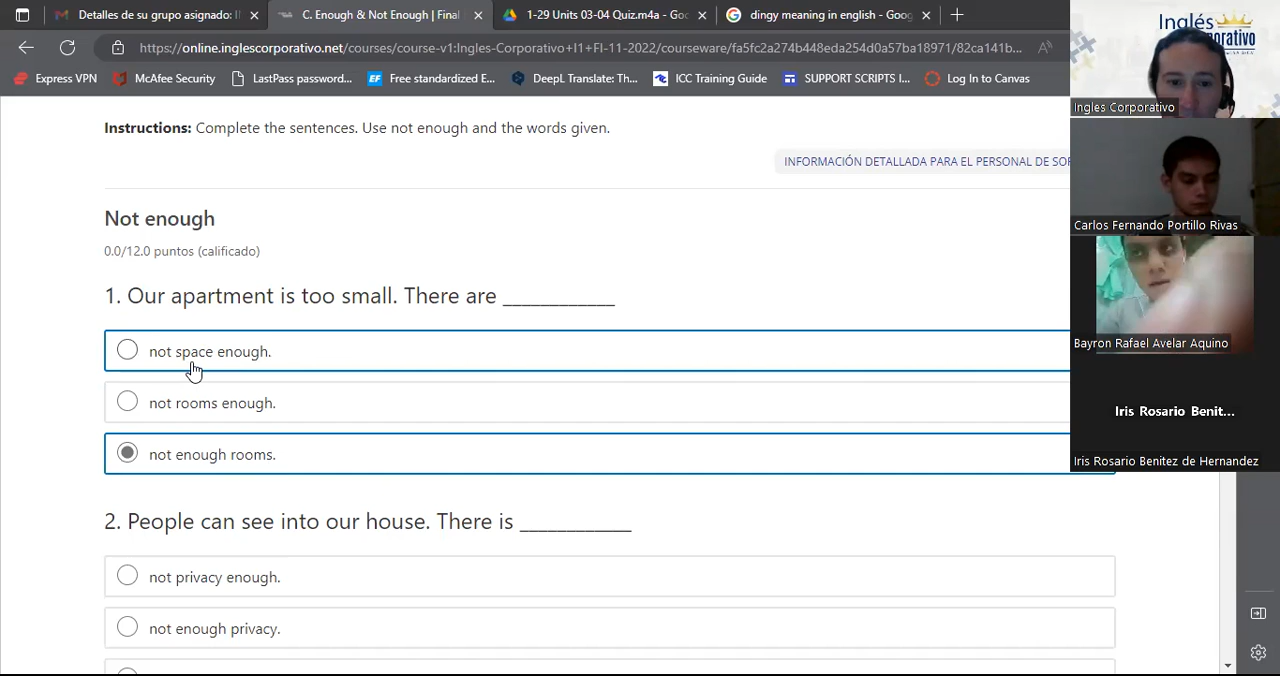 Detalles de su grupo asignado: I
C. Enough & Not Enough | Final
1-29 Units 03-04 Quiz.m4a - Goo
dingy meaning in english - Goog
https://online.inglescorporativo.net/courses/course-v1:Ingles-Corporativo+I1+FI-11-2022/courseware/fa5fc2a274b448eda254d0a57ba18971/82ca141b...
Express VPN
McAfee Security
LastPass password...
Free standardized E...
DeepL Translate: Th...
ICC Training Guide
SUPPORT SCRIPTS I...
Log In to Canvas
Instructions: Complete the sentences. Use not enough and the words given.
INFORMACIÓN DETALLADA PARA EL PERSONAL DE SOP
Not enough
0.0/12.0 puntos (calificado)
1. Our apartment is too small. There are ____________
not space enough.
not rooms enough.
not enough rooms.
2. People can see into our house. There is ____________
not privacy enough.
not enough privacy.
Inglés
Ingles Corporativo
Carlos Fernando Portillo Rivas
Bayron Rafael Avelar Aquino
Iris Rosario Benit...
Iris Rosario Benitez de Hernandez